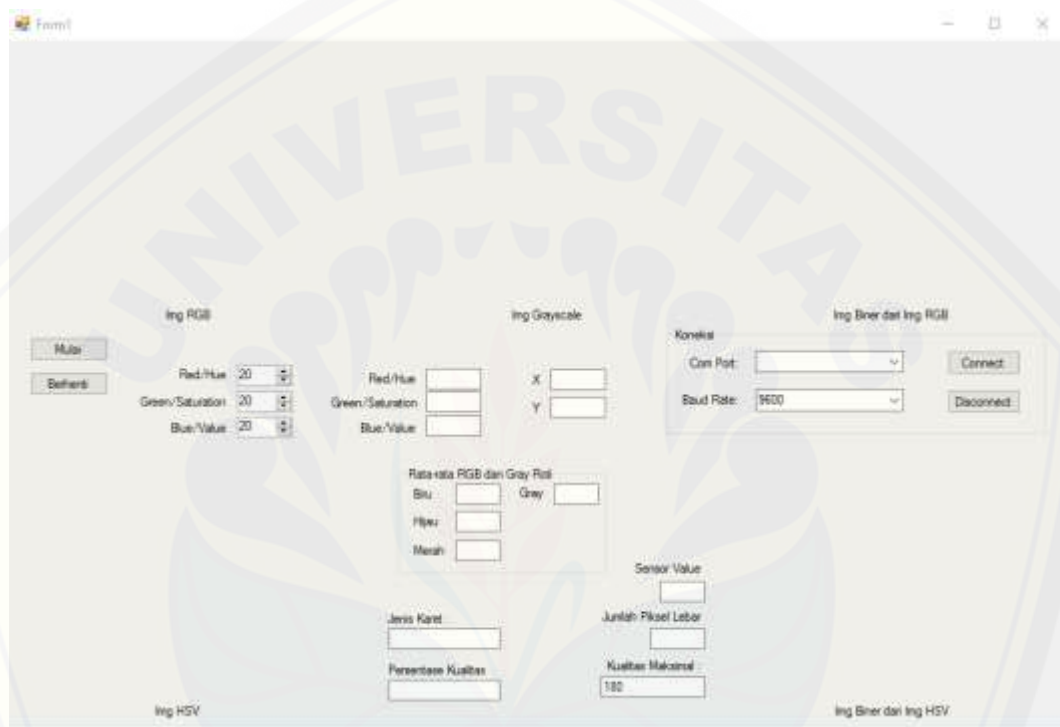 Form1
UNIVERSITAS
Img RGB
Img Grayscale
Img Biner dari Img RGB
Mulai
Berhenti
Red/Hue 20
Green/Saturation 20
Blue/Value 20
Red/Hue
Green/Saturation
Blue/Value
X
Y
Koneksi
Com Port:
Connect
Baud Rate: 9600
Disconnect
Rata-rata RGB dan Gray Roti
Biru
Gray
Hijau
Merah
Sensor Value
Jenis Karet
Jumlah Piksel Lebar
Persentase Kualitas
Kualitas Maksimal
180
Img HSV
Img Biner dari Img HSV